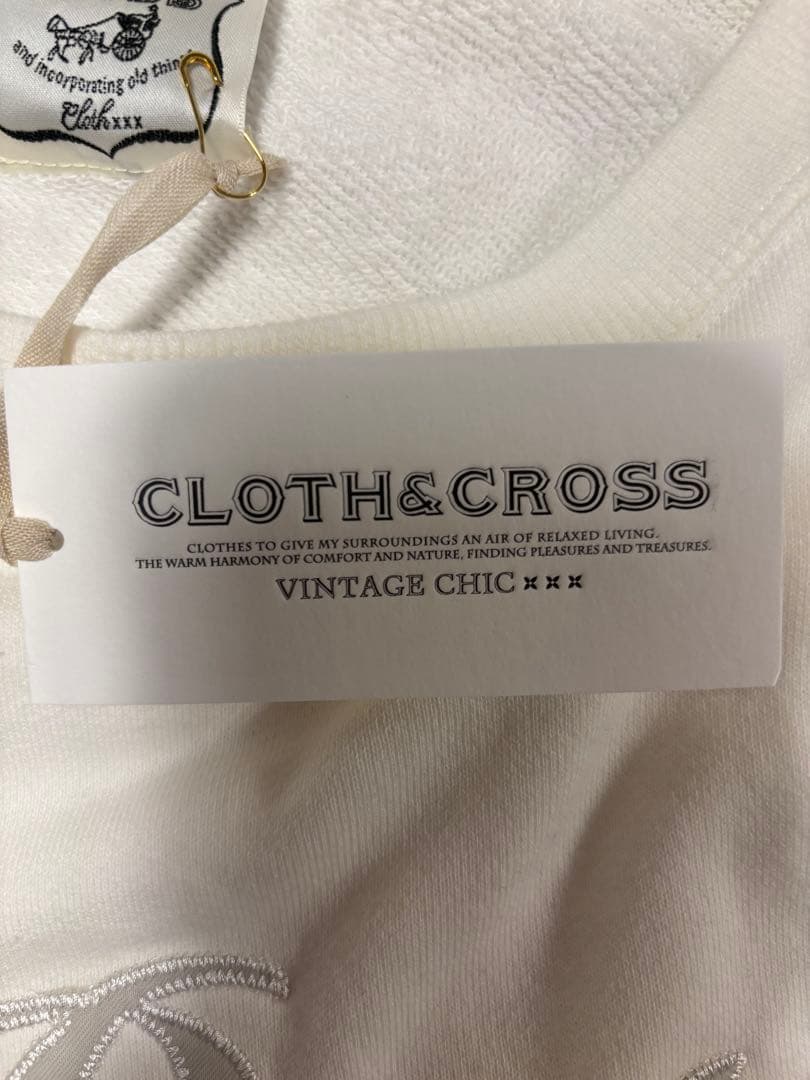 and incorporating old thin
Cloth xxx
CLOTH&CROSS
CLOTHES TO GIVE MY SURROUNDINGS AN AIR OF RELAXED LIVING.
THE WARM HARMONY OF COMFORT AND NATURE, FINDING PLEASURES AND TREASURES.
VINTAGE CHIC ×××